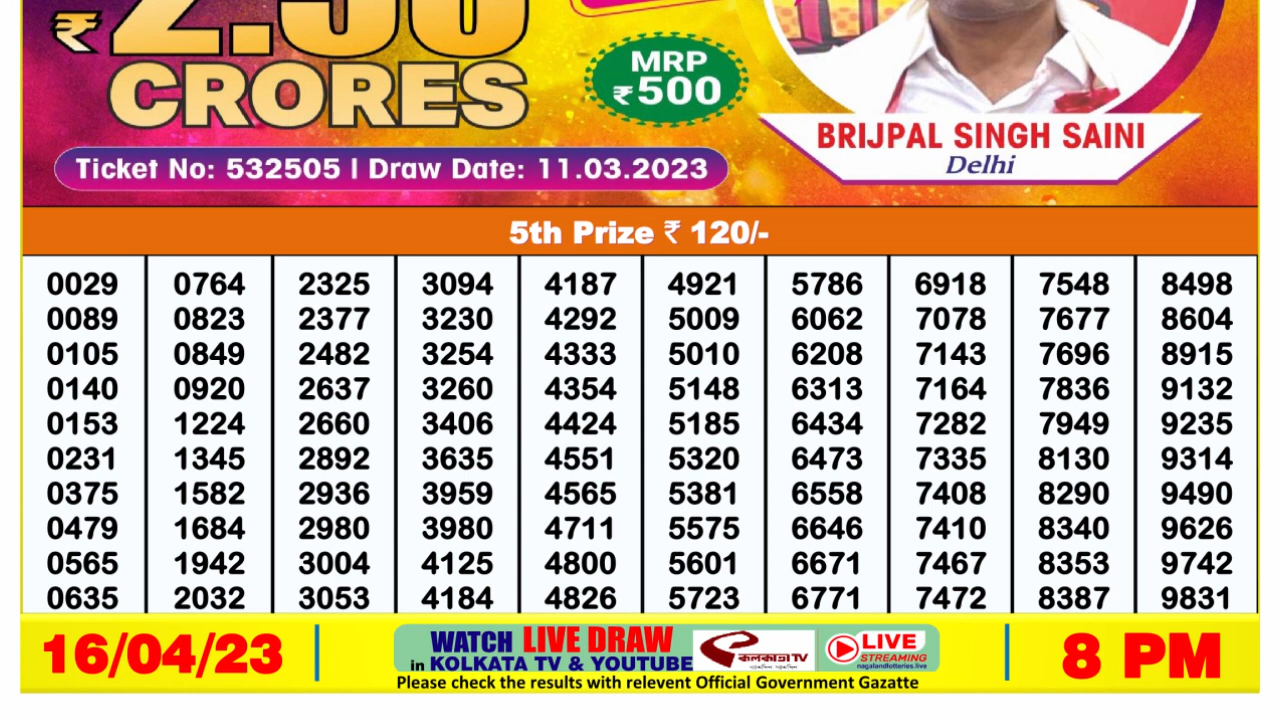 ₹ 2.50
CRORES
MRP
₹500
BRIJPAL SINGH SAINI
Delhi
Ticket No: 532505 | Draw Date: 11.03.2023
5th Prize ₹ 120/-
0029 0764 2325 3094 4187 4921 5786 6918 7548 8498
0089 0823 2377 3230 4292 5009 6062 7078 7677 8604
0105 0849 2482 3254 4333 5010 6208 7143 7696 8915
0140 0920 2637 3260 4354 5148 6313 7164 7836 9132
0153 1224 2660 3406 4424 5185 6434 7282 7949 9235
0231 1345 2892 3635 4551 5320 6473 7335 8130 9314
0375 1582 2936 3959 4565 5381 6558 7408 8290 9490
0479 1684 2980 3980 4711 5575 6646 7410 8340 9626
0565 1942 3004 4125 4800 5601 6671 7467 8353 9742
0635 2032 3053 4184 4826 5723 6771 7472 8387 9831
16/04/23
WATCH LIVE DRAW
in KOLKATA TV & YOUTUBE
কলকাতা TV
LIVE
STREAMING
nagalandlotteries.live
Please check the results with relevent Official Government Gazatte
8 PM